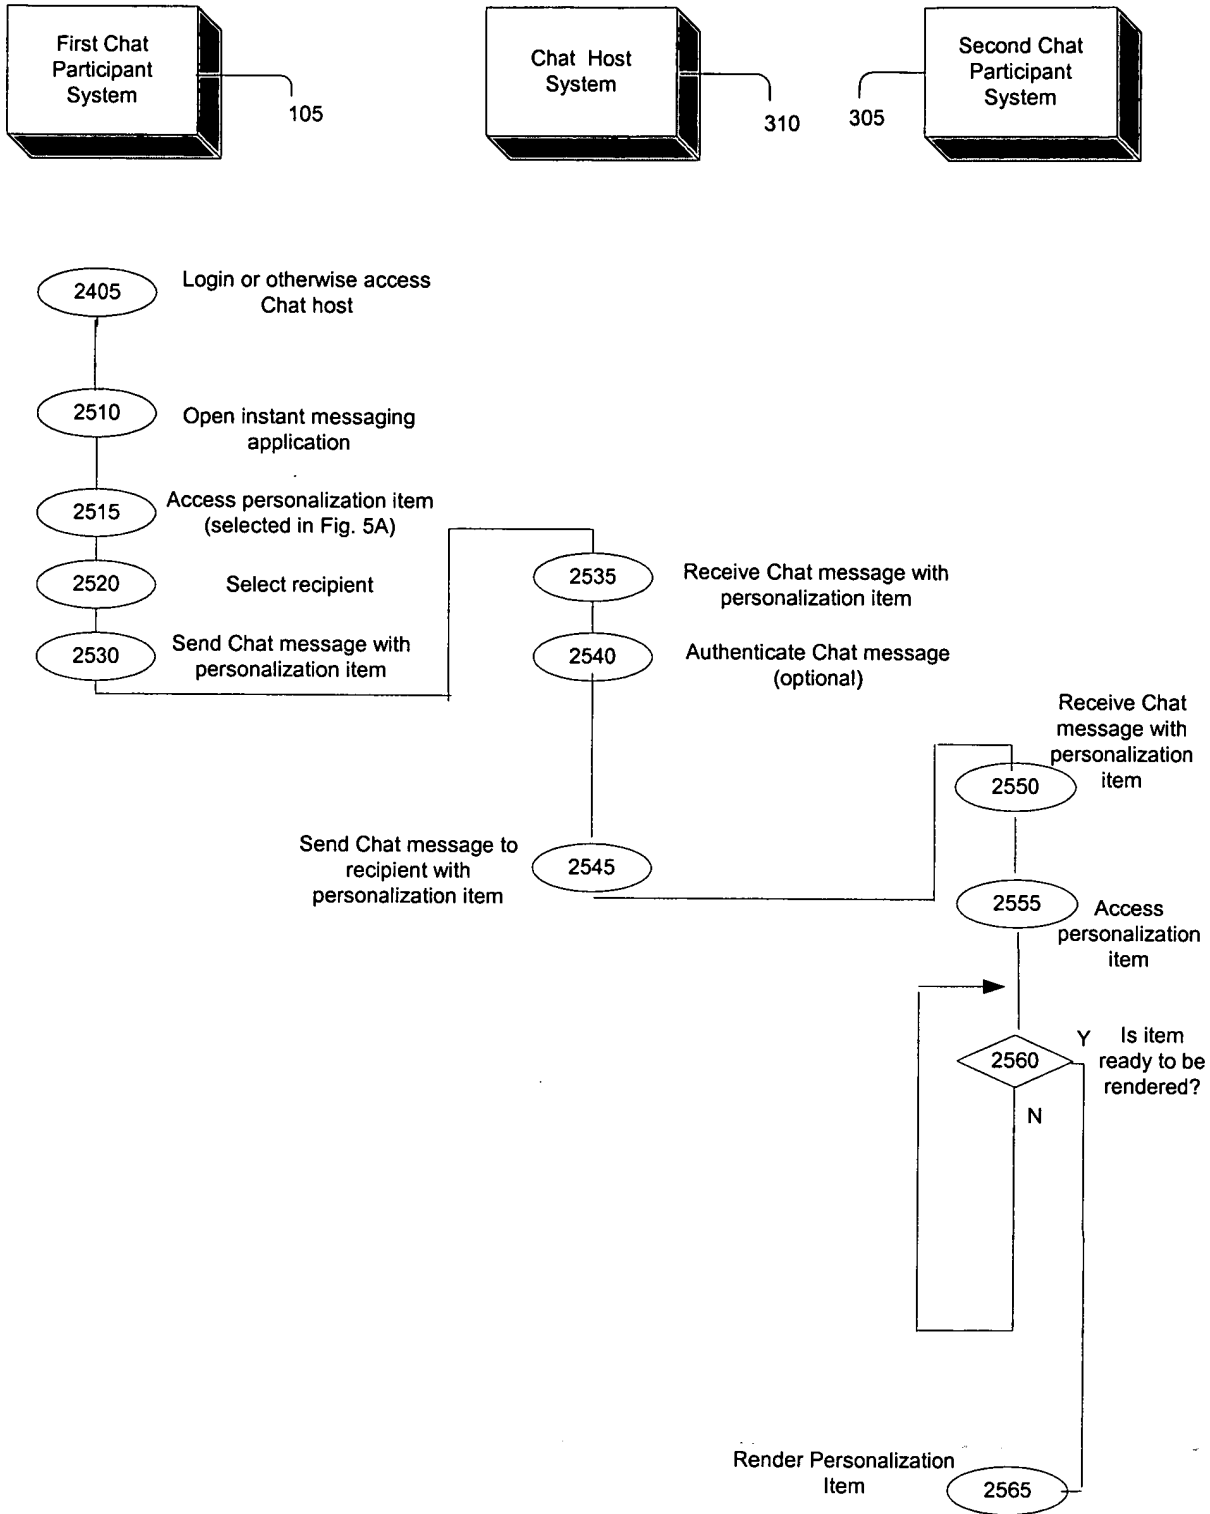 First Chat
Participant
System
105
Chat Host
System
310
305
Second Chat
Participant
System
2405
Login or otherwise access
Chat host
2510
Open instant messaging
application
2515
Access personalization item
(selected in Fig. 5A)
2520
Select recipient
2530
Send Chat message with
personalization item
2535
Receive Chat message with
personalization item
2540
Authenticate Chat message
(optional)
Send Chat message to
recipient with
personalization item
2545
Receive Chat
message with
personalization
item
2550
2555
Access
personalization
item
2560
Y
Is item
ready to be
rendered?
N
Render Personalization
Item
2565